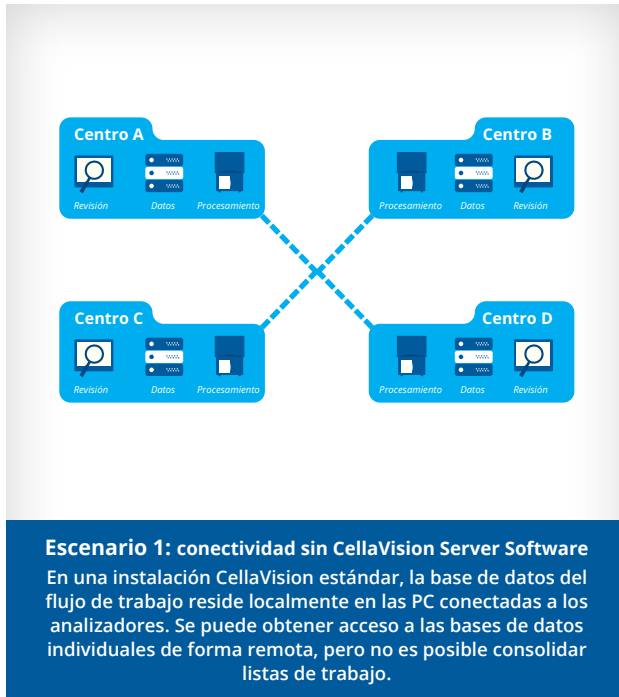 Centro A
Revisión
Datos
Procesamiento
Centro B
Procesamiento
Datos
Revisión
Centro C
Revisión
Datos
Procesamiento
Centro D
Procesamiento
Datos
Revisión
Escenario 1: conectividad sin CellaVision Server Software
En una instalación CellaVision estándar, la base de datos del
flujo de trabajo reside localmente en las PC conectadas a los
analizadores. Se puede obtener acceso a las bases de datos
individuales de forma remota, pero no es posible consolidar
listas de trabajo.